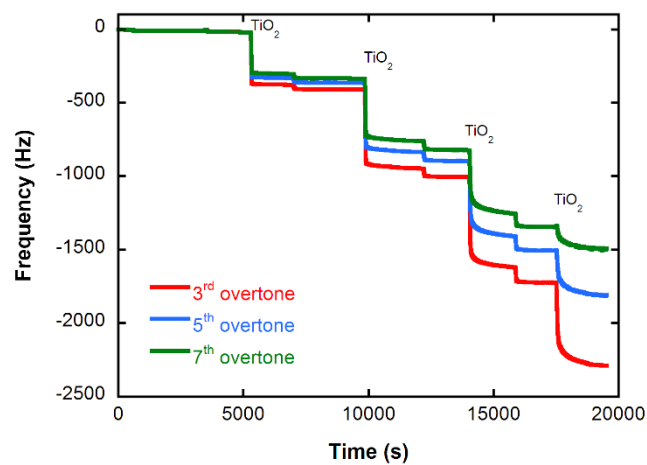 0
-500
-1000
-1500
-2000
-2500
Frequency (Hz)
TiO₂
TiO₂
TiO₂
TiO₂
3ʳᵈ overtone
5ᵗʰ overtone
7ᵗʰ overtone
0 5000 10000 15000 20000
Time (s)